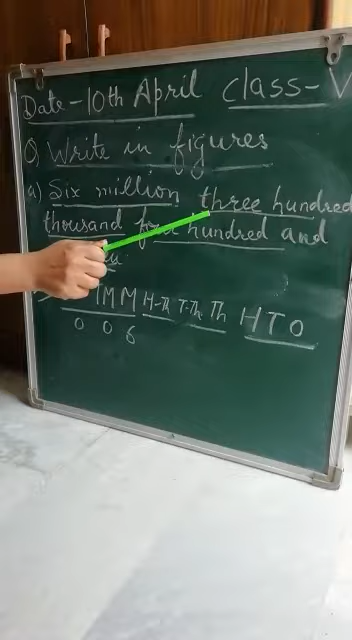 Date - 10th April Class - V
Q) Write in figures
a) Six million three hundred
thousand four hundred and
TM M H-Th T-Th Th H T O
0 0 6